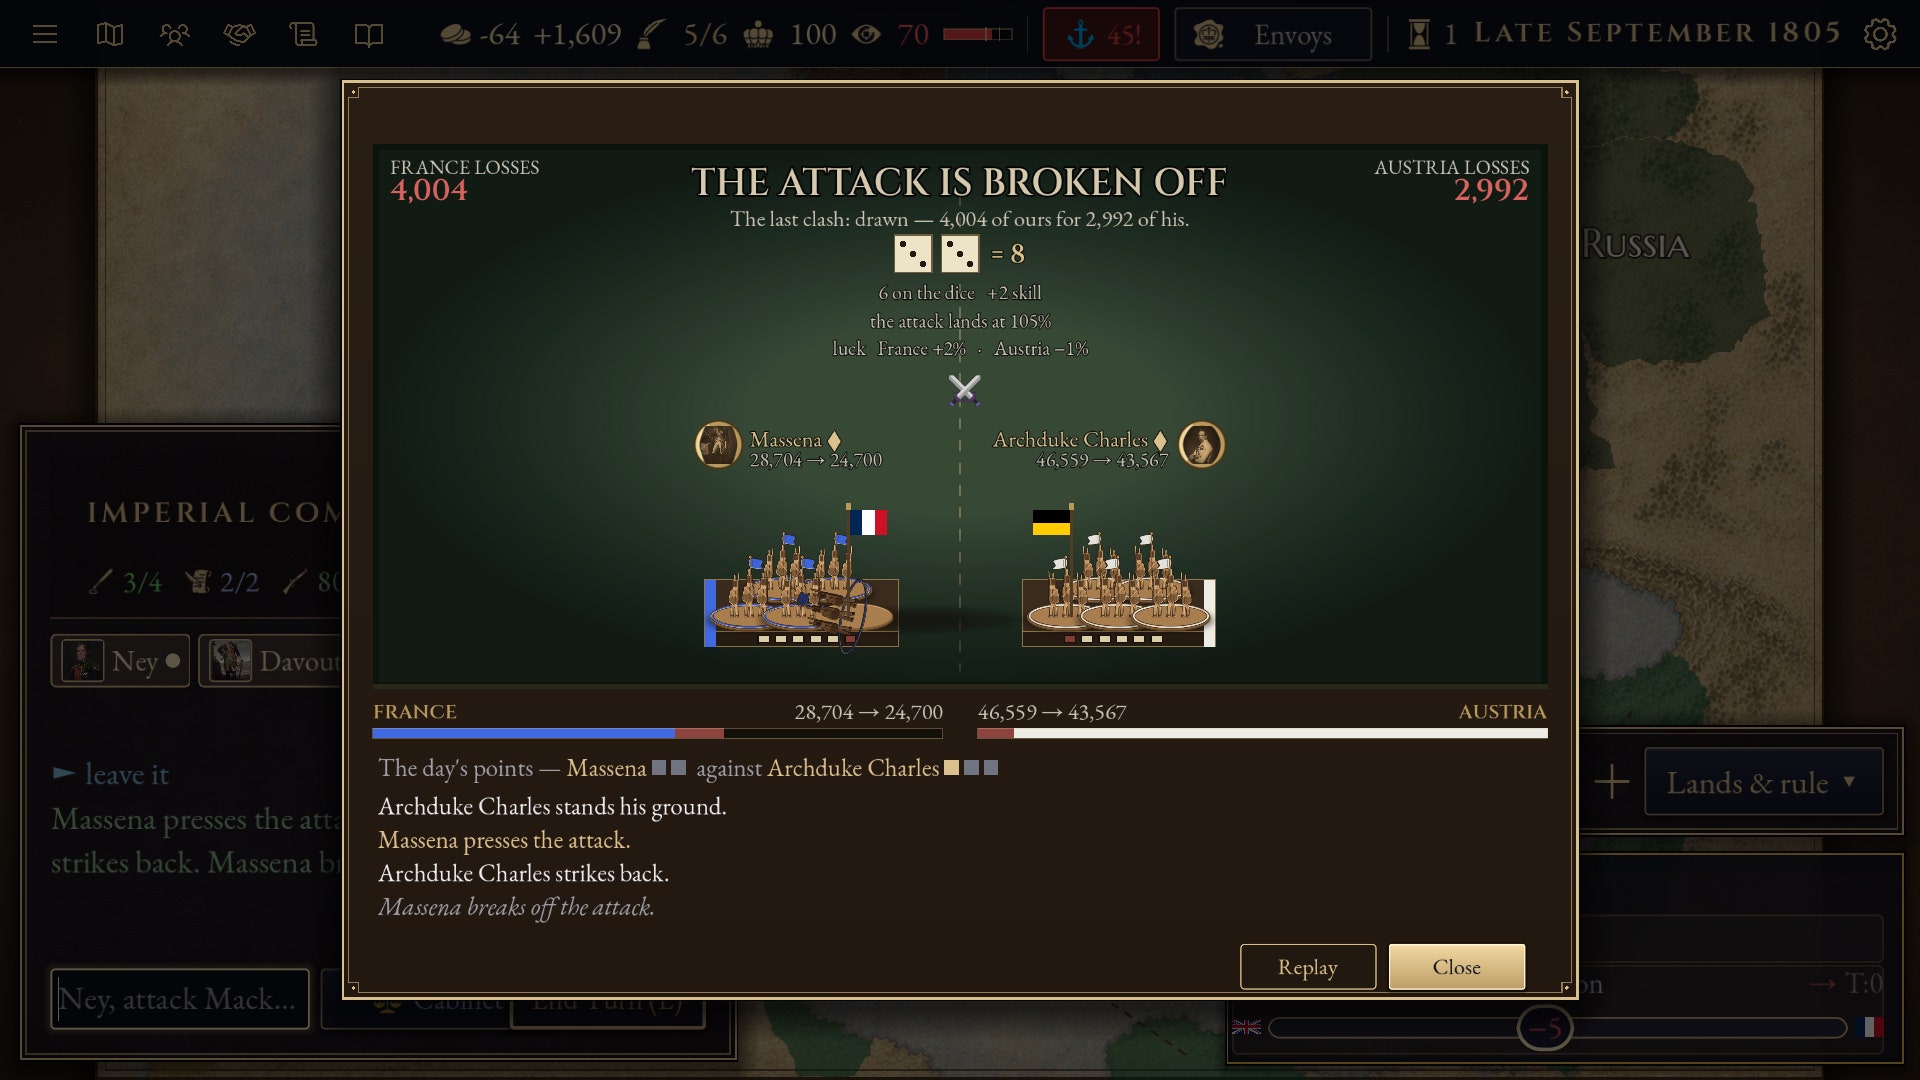 -64 +1,609 5/6 100 70 45! Envoys 1 Late September 1805
FRANCE LOSSES
4,004
AUSTRIA LOSSES
2,992
THE ATTACK IS BROKEN OFF
The last clash: drawn — 4,004 of ours for 2,992 of his.
= 8
6 on the dice +2 skill
the attack lands at 105%
luck France +2% · Austria −1%
Massena
28,704 → 24,700
Archduke Charles
46,559 → 43,567
FRANCE 28,704 → 24,700
46,559 → 43,567 AUSTRIA
The day's points — Massena against Archduke Charles
Archduke Charles stands his ground.
Massena presses the attack.
Archduke Charles strikes back.
Massena breaks off the attack.
Replay Close
Russia
IMPERIAL COM
3/4 2/2 80
Ney Davout
► leave it
Massena presses the atta
strikes back. Massena b
Ney, attack Mack...
Cabinet End Turn (E)
+ Lands & rule ▼
on → T:0
−5